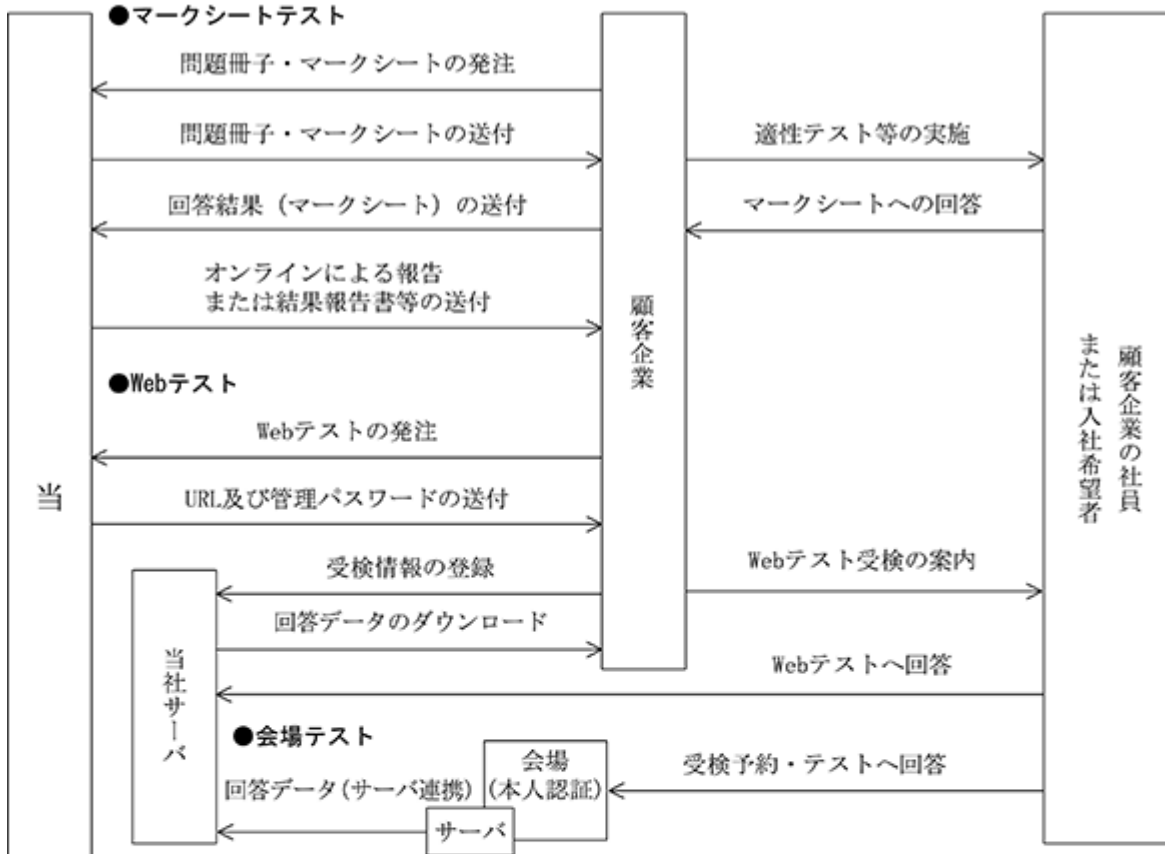 ●マークシートテスト
問題冊子・マークシートの発注
問題冊子・マークシートの送付
適性テスト等の実施
回答結果（マークシート）の送付
マークシートへの回答
オンラインによる報告
または結果報告書等の送付
顧客企業
顧客企業の社員
または入社希望者
●Webテスト
Webテストの発注
当
URL及び管理パスワードの送付
受検情報の登録
Webテスト受検の案内
回答データのダウンロード
当社サーバ
Webテストへ回答
●会場テスト
会場
(本人認証)
受検予約・テストへ回答
回答データ(サーバ連携)
サーバ